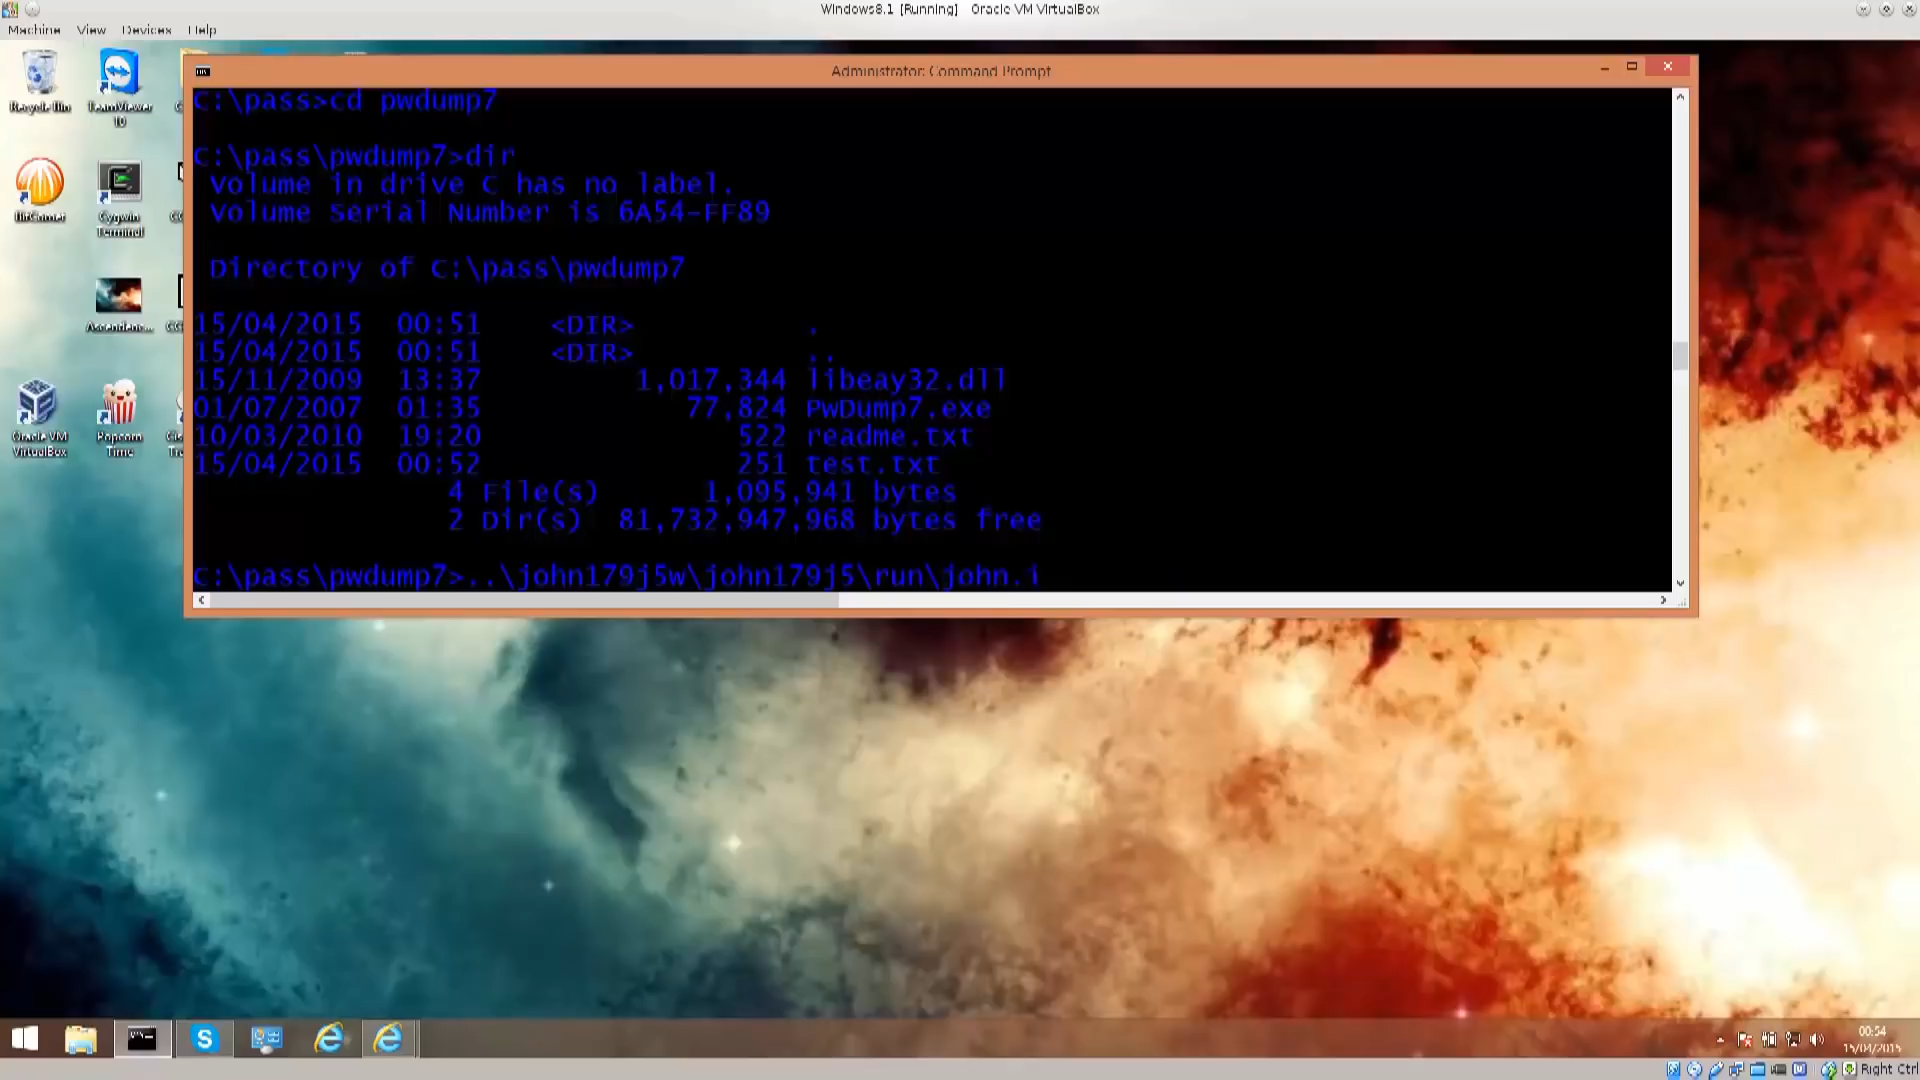 Windows8.1 [Running] Oracle VM VirtualBox
Machine View Devices Help
Administrator: Command Prompt
C:\pass>cd pwdump7
C:\pass\pwdump7>dir
Volume in drive C has no label.
Volume Serial Number is 6A54-FF89
Directory of C:\pass\pwdump7
15/04/2015 00:51 <DIR> .
15/04/2015 00:51 <DIR> ..
15/11/2009 13:37 1,017,344 libeay32.dll
01/07/2007 01:35 77,824 PwDump7.exe
10/03/2010 19:20 522 readme.txt
15/04/2015 00:52 251 test.txt
4 File(s) 1,095,941 bytes
2 Dir(s) 81,732,947,968 bytes free
C:\pass\pwdump7>..\john179j5w\john179j5\run\john.i
Recycle Bin
TeamViewer
10
BitComet
Cygwin
Terminal
Ascendanc...
Oracle VM
VirtualBox
Popcorn
Time
00:54
15/04/2015
Right Ctrl